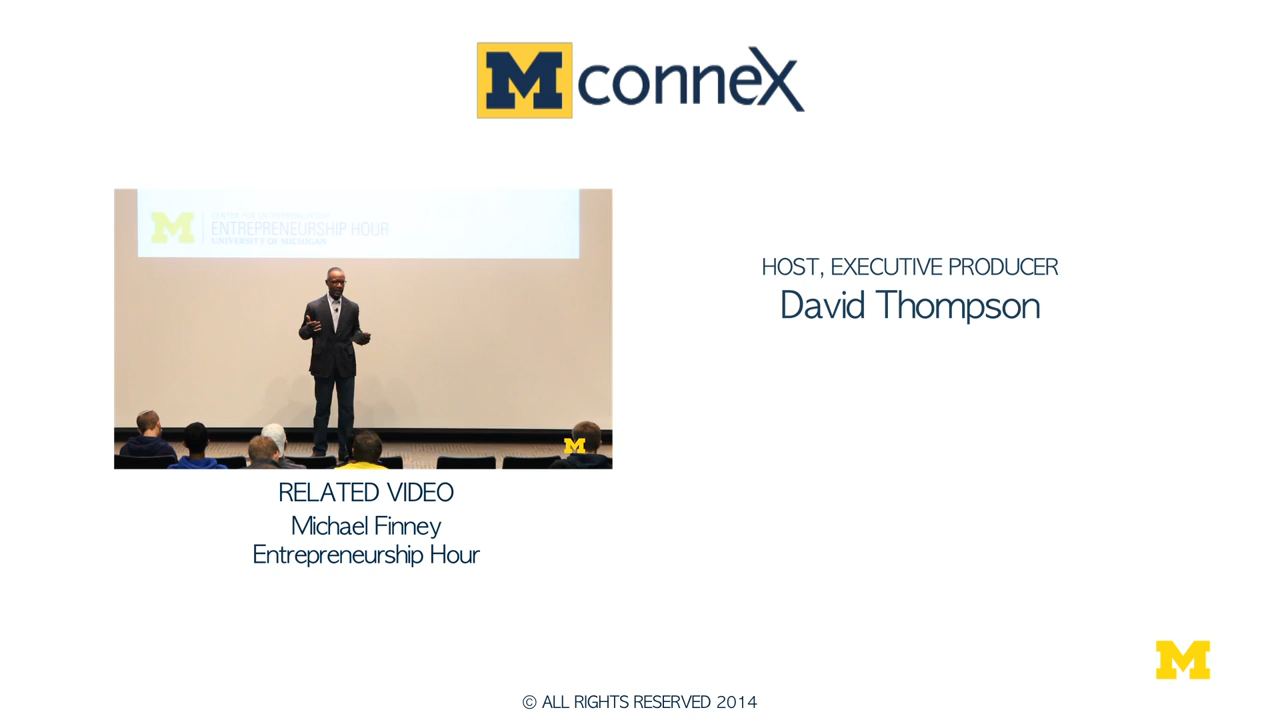 M conneX
M ENTREPRENEURSHIP HOUR
UNIVERSITY OF MICHIGAN
M
RELATED VIDEO
Michael Finney
Entrepreneurship Hour
HOST, EXECUTIVE PRODUCER
David Thompson
M
© ALL RIGHTS RESERVED 2014